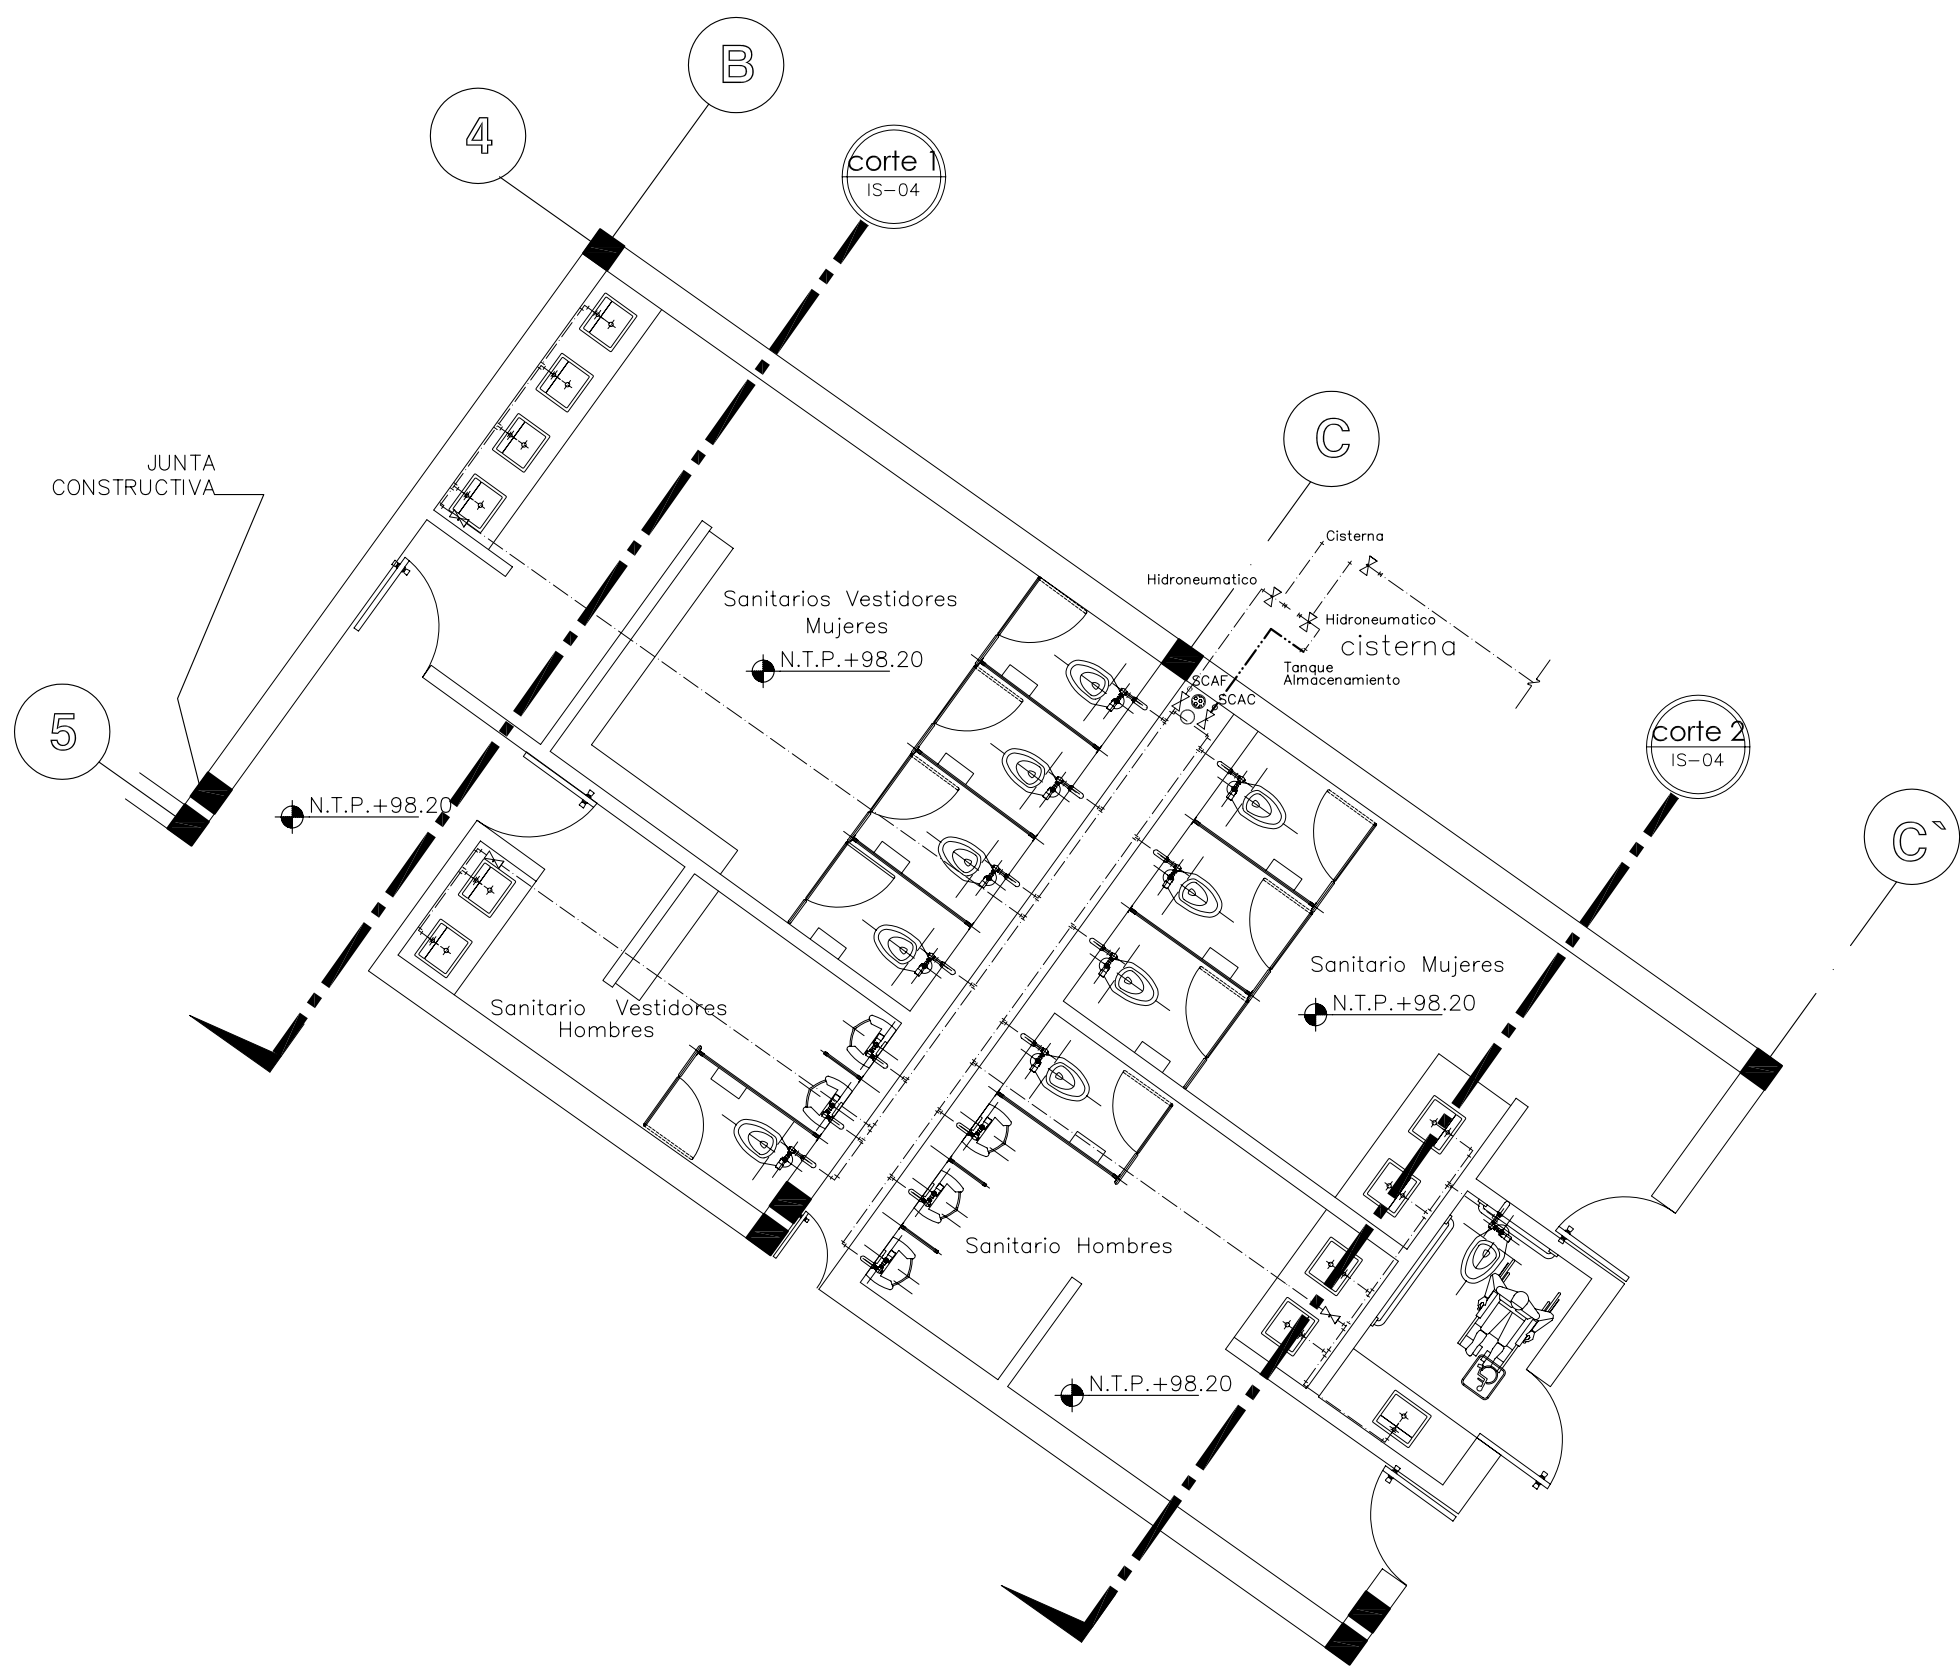 B
4
corte 1
IS-04
C
JUNTA
CONSTRUCTIVA
Cisterna
Hidroneumatico
Hidroneumatico
cisterna
Tanque
Almacenamiento
SCAF
SCAC
Sanitarios Vestidores
Mujeres
N.T.P.+98.20
5
corte 2
IS-04
N.T.P.+98.20
C`
Sanitario Mujeres
N.T.P.+98.20
Sanitario Vestidores
Hombres
Sanitario Hombres
N.T.P.+98.20